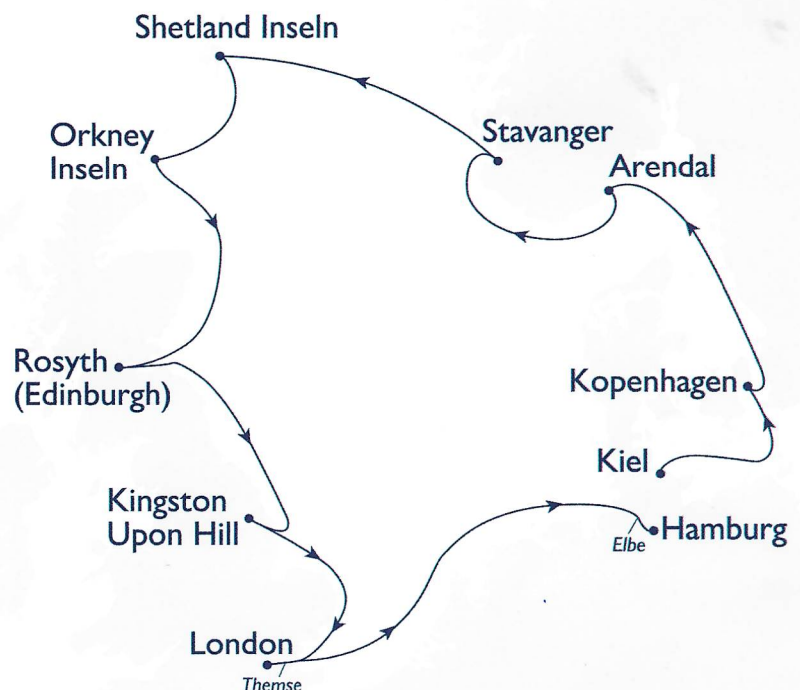 Shetland Inseln
Orkney
Inseln
Stavanger
Arendal
Rosyth
(Edinburgh)
Kopenhagen
Kiel
Kingston
Upon Hill
Hamburg
Elbe
London
Themse